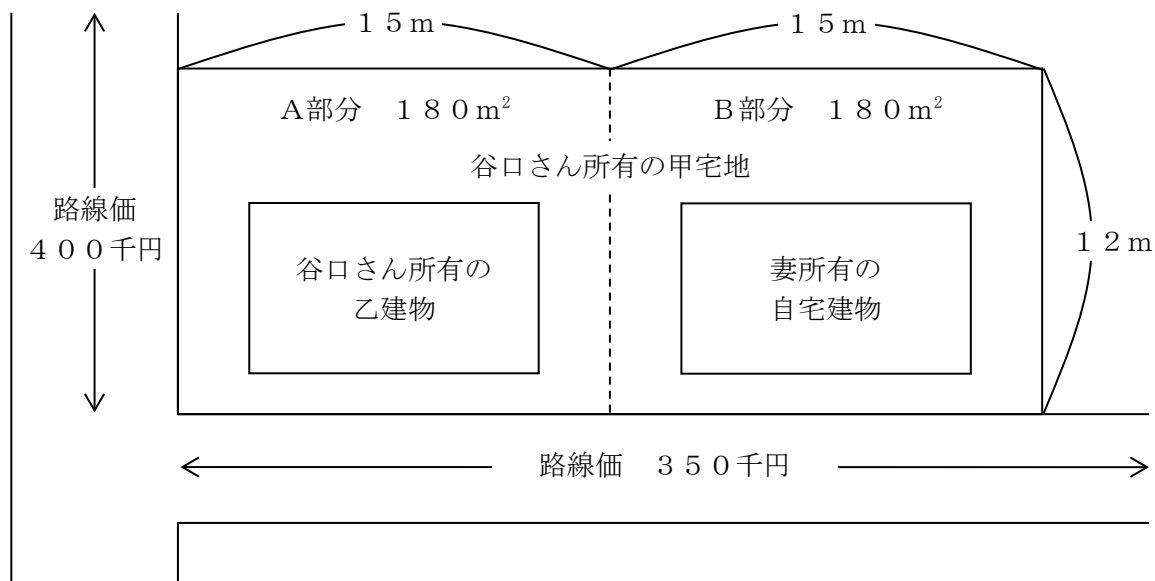 １５ｍ
１５ｍ
Ａ部分　１８０㎡
Ｂ部分　１８０㎡
谷口さん所有の甲宅地
路線価
４００千円
谷口さん所有の
乙建物
妻所有の
自宅建物
１２ｍ
路線価　３５０千円